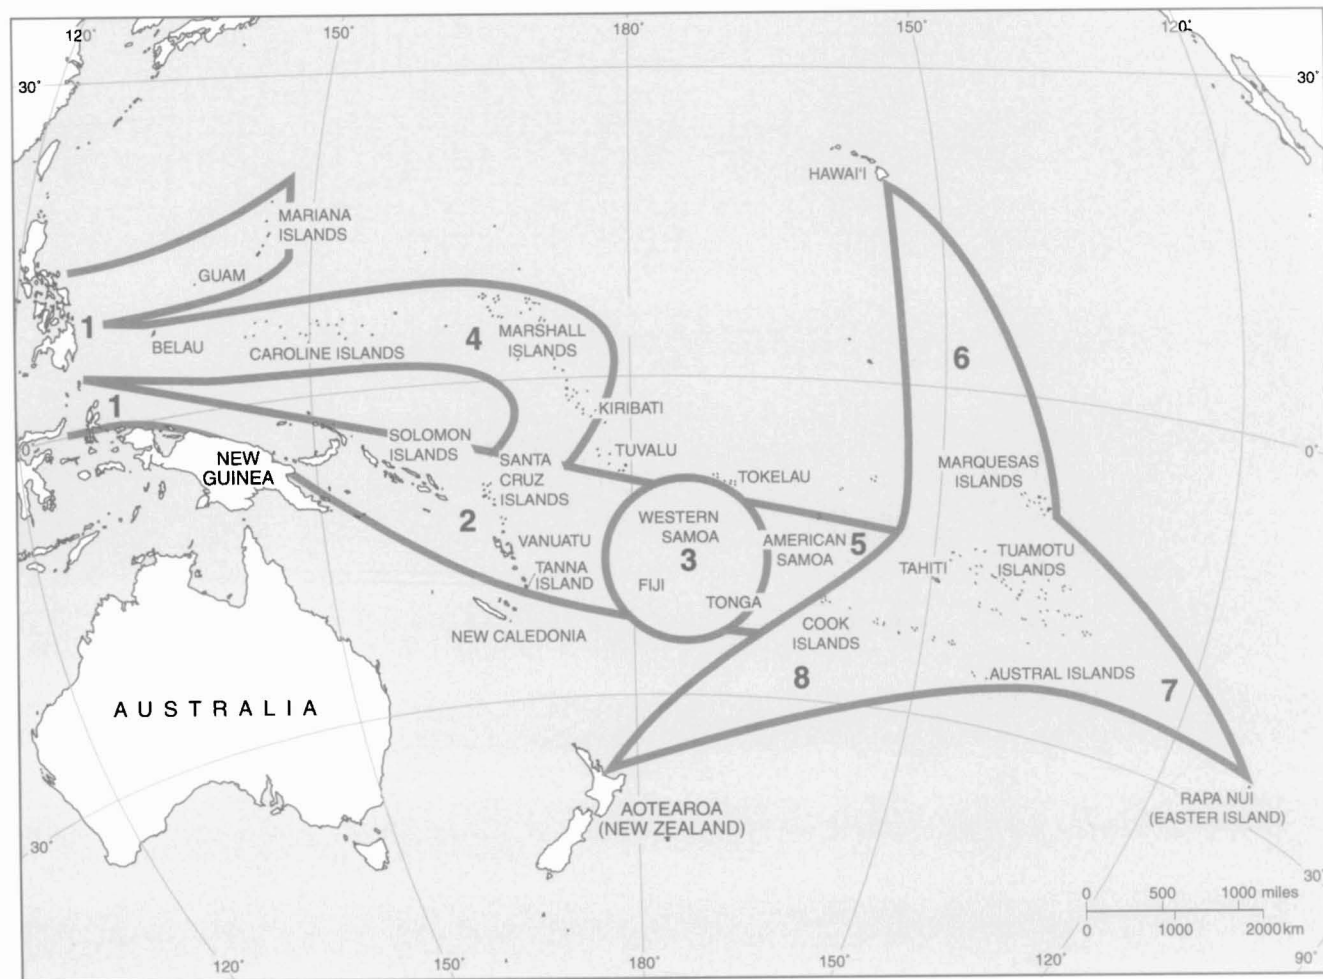 120°
150°
180°
150°
120°
30°
30°
HAWAI'I
MARIANA
ISLANDS
GUAM
1
BELAU
CAROLINE ISLANDS
4
MARSHALL
ISLANDS
6
1
KIRIBATI
SOLOMON
ISLANDS
TUVALU
0
NEW
GUINEA
SANTA
CRUZ
ISLANDS
TOKELAU
MARQUESAS
ISLANDS
0°
2
VANUATU
TANNA
ISLAND
WESTERN
SAMOA
3
FIJI
TONGA
AMERICAN
SAMOA
5
TAHITI
TUAMOTU
ISLANDS
NEW CALEDONIA
COOK
ISLANDS
8
AUSTRAL ISLANDS
7
AUSTRALIA
AOTEAROA
(NEW ZEALAND)
RAPA NUI
(EASTER ISLAND)
30°
30°
0 500 1000 miles
0 1000 2000km
120°
150°
180°
150°
120°
90°